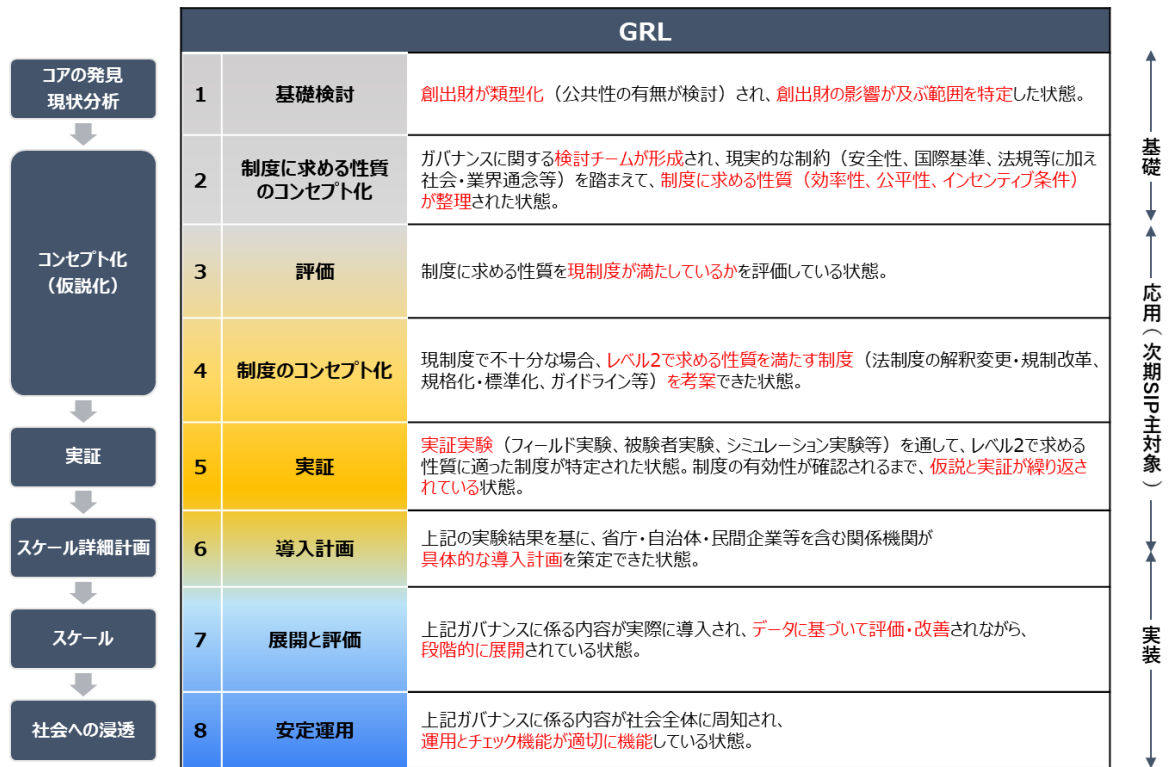 GRL
コアの発見
現状分析
1
基礎検討
創出財が類型化（公共性の有無が検討）され、創出財の影響が及ぶ範囲を特定した状態。
コンセプト化
（仮説化）
2
制度に求める性質
のコンセプト化
ガバナンスに関する検討チームが形成され、現実的な制約（安全性、国際基準、法規等に加え
社会・業界通念等）を踏まえて、制度に求める性質（効率性、公平性、インセンティブ条件）
が整理された状態。
3
評価
制度に求める性質を現制度が満たしているかを評価している状態。
4
制度のコンセプト化
現制度で不十分な場合、レベル2で求める性質を満たす制度（法制度の解釈変更・規制改革、
規格化・標準化、ガイドライン等）を考案できた状態。
実証
5
実証
実証実験（フィールド実験、被験者実験、シミュレーション実験等）を通して、レベル2で求める
性質に適った制度が特定された状態。制度の有効性が確認されるまで、仮説と実証が繰り返さ
れている状態。
スケール詳細計画
6
導入計画
上記の実験結果を基に、省庁・自治体・民間企業等を含む関係機関が
具体的な導入計画を策定できた状態。
スケール
7
展開と評価
上記ガバナンスに係る内容が実際に導入され、データに基づいて評価・改善されながら、
段階的に展開されている状態。
社会への浸透
8
安定運用
上記ガバナンスに係る内容が社会全体に周知され、
運用とチェック機能が適切に機能している状態。
基礎
応用（次期SIP主対象）
実装